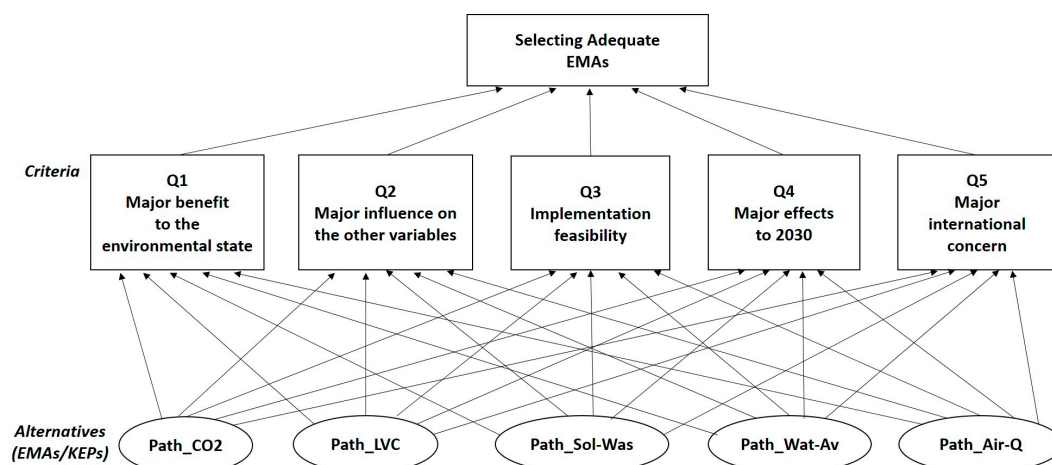 Selecting Adequate
EMAs
Criteria
Q1
Major benefit
to the
environmental state
Q2
Major influence on
the other variables
Q3
Implementation
feasibility
Q4
Major effects
to 2030
Q5
Major
international
concern
Alternatives
(EMAs/KEPs)
Path_CO2
Path_LVC
Path_Sol-Was
Path_Wat-Av
Path_Air-Q